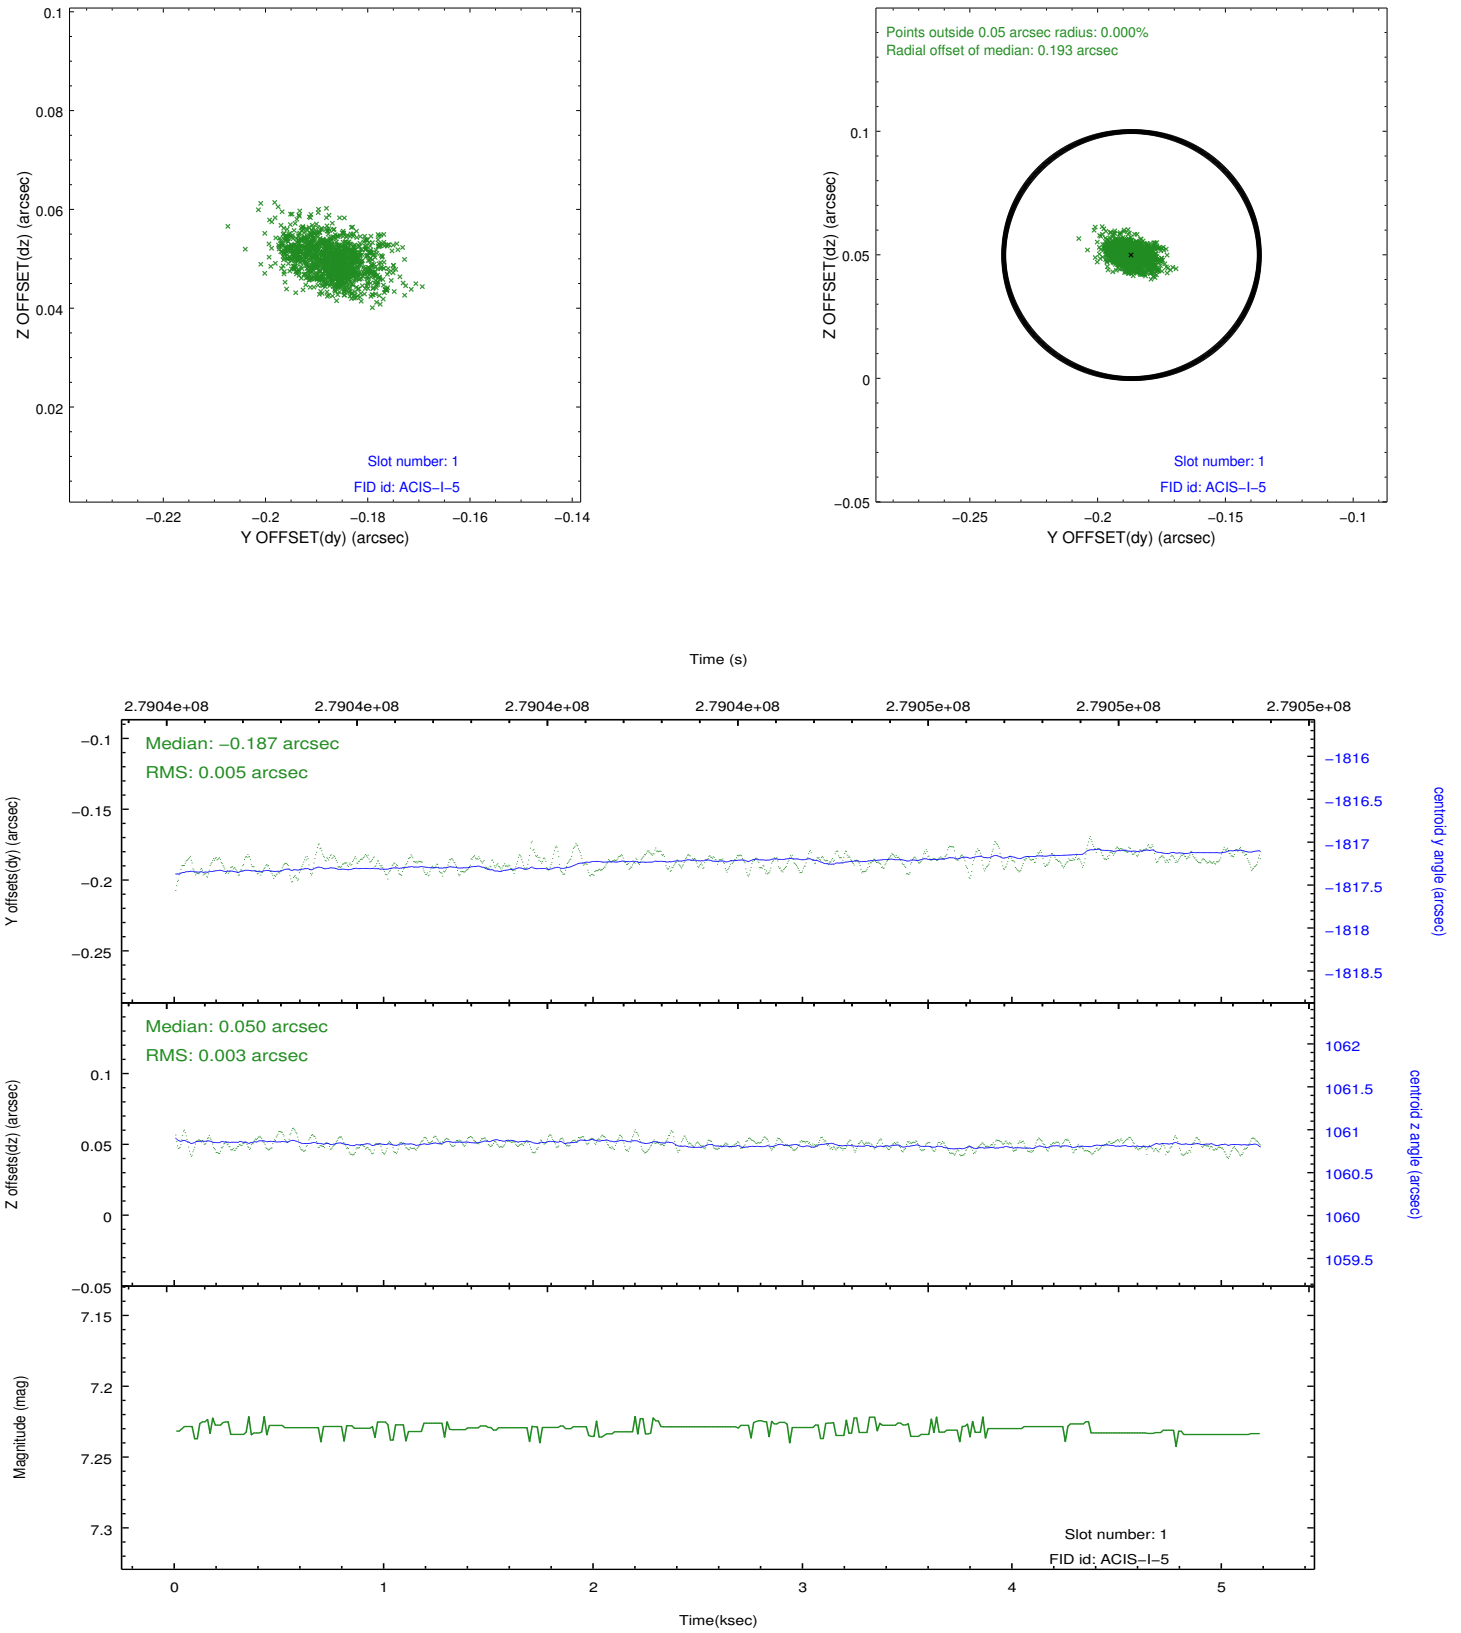 0.1
0.08
0.06
0.04
0.02
Z OFFSET(dz) (arcsec)
Slot number: 1
FID id: ACIS−I−5
−0.22 −0.2 −0.18 −0.16 −0.14
Y OFFSET(dy) (arcsec)
Points outside 0.05 arcsec radius: 0.000%
Radial offset of median: 0.193 arcsec
0.1
0.05
0
−0.05
Z OFFSET(dz) (arcsec)
Slot number: 1
FID id: ACIS−I−5
−0.25 −0.2 −0.15 −0.1
Y OFFSET(dy) (arcsec)
Time (s)
2.7904e+08 2.7904e+08 2.7904e+08 2.7904e+08 2.7905e+08 2.7905e+08 2.7905e+08
Median: −0.187 arcsec
RMS: 0.005 arcsec
−0.1
−0.15
−0.2
−0.25
Y offsets(dy) (arcsec)
−1816
−1816.5
−1817
−1817.5
−1818
−1818.5
centroid y angle (arcsec)
Median: 0.050 arcsec
RMS: 0.003 arcsec
0.1
0.05
0
−0.05
Z offsets(dz) (arcsec)
1062
1061.5
1061
1060.5
1060
1059.5
centroid z angle (arcsec)
7.15
7.2
7.25
7.3
Magnitude (mag)
Slot number: 1
FID id: ACIS−I−5
0 1 2 3 4 5
Time(ksec)